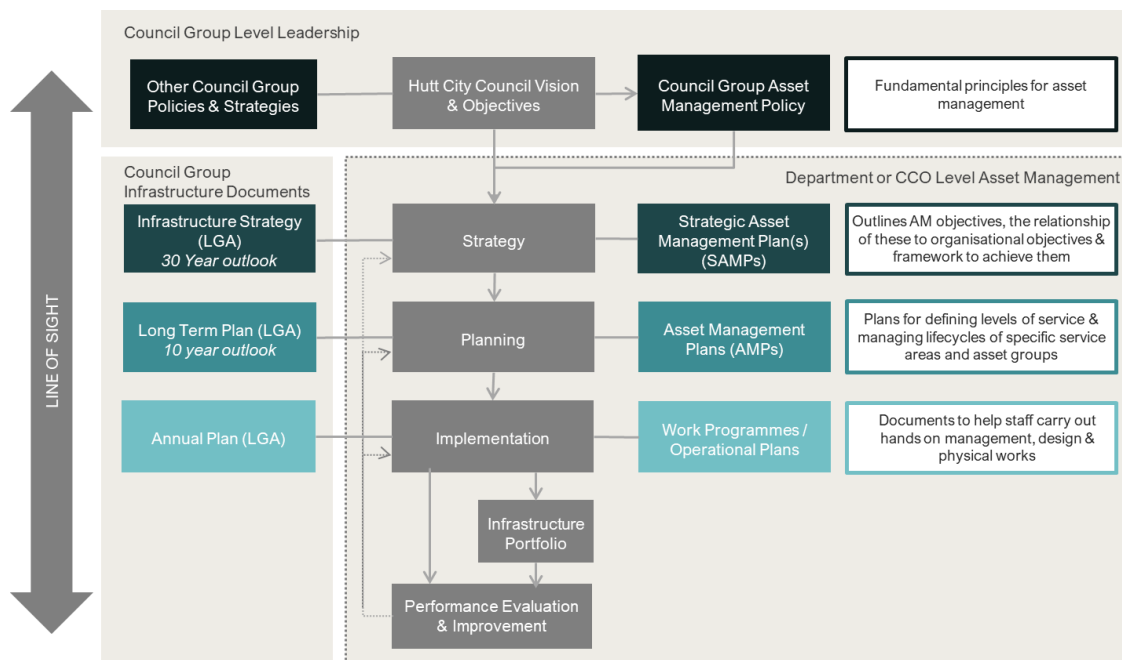 Council Group Level Leadership
Other Council Group
Policies & Strategies
Hutt City Council Vision
& Objectives
Council Group Asset
Management Policy
Fundamental principles for asset
management
LINE OF SIGHT
Council Group
Infrastructure Documents
Department or CCO Level Asset Management
Infrastructure Strategy
(LGA)
30 Year outlook
Strategy
Strategic Asset
Management Plan(s)
(SAMPs)
Outlines AM objectives, the relationship
of these to organisational objectives &
framework to achieve them
Long Term Plan (LGA)
10 year outlook
Planning
Asset Management
Plans (AMPs)
Plans for defining levels of service &
managing lifecycles of specific service
areas and asset groups
Annual Plan (LGA)
Implementation
Work Programmes /
Operational Plans
Documents to help staff carry out
hands on management, design &
physical works
Infrastructure
Portfolio
Performance Evaluation
& Improvement